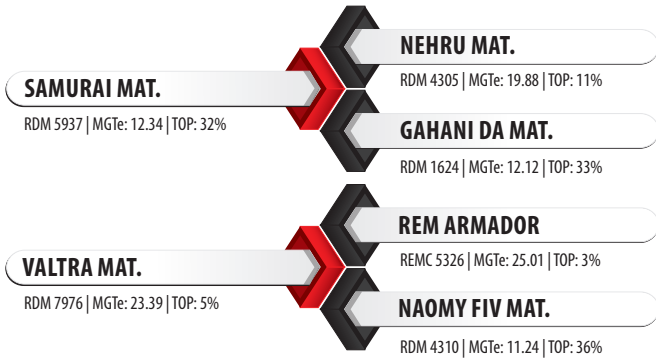 NEHRU MAT.
RDM 4305 | MGTe: 19.88 | TOP: 11%
SAMURAI MAT.
RDM 5937 | MGTe: 12.34 | TOP: 32%
GAHANI DA MAT.
RDM 1624 | MGTe: 12.12 | TOP: 33%
REM ARMADOR
REMC 5326 | MGTe: 25.01 | TOP: 3%
VALTRA MAT.
RDM 7976 | MGTe: 23.39 | TOP: 5%
NAOMY FIV MAT.
RDM 4310 | MGTe: 11.24 | TOP: 36%